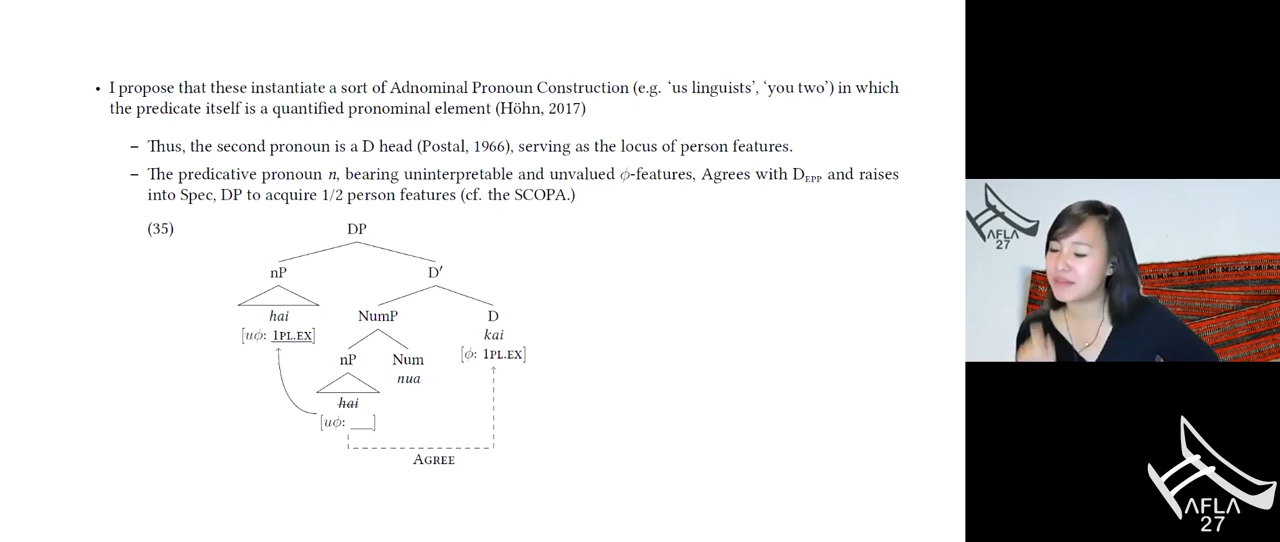 • I propose that these instantiate a sort of Adnominal Pronoun Construction (e.g. ‘us linguists’, ‘you two’) in which
the predicate itself is a quantified pronominal element (Höhn, 2017)
– Thus, the second pronoun is a D head (Postal, 1966), serving as the locus of person features.
– The predicative pronoun n, bearing uninterpretable and unvalued ϕ-features, Agrees with DEPP and raises
into Spec, DP to acquire 1/2 person features (cf. the SCOPA.)
(35)
DP
nP D′
hai NumP D
[uϕ: 1PL.EX] kai
nP Num [ϕ: 1PL.EX]
nua
hai
[uϕ: ___]
AGREE
AFLA
27
AFLA
27